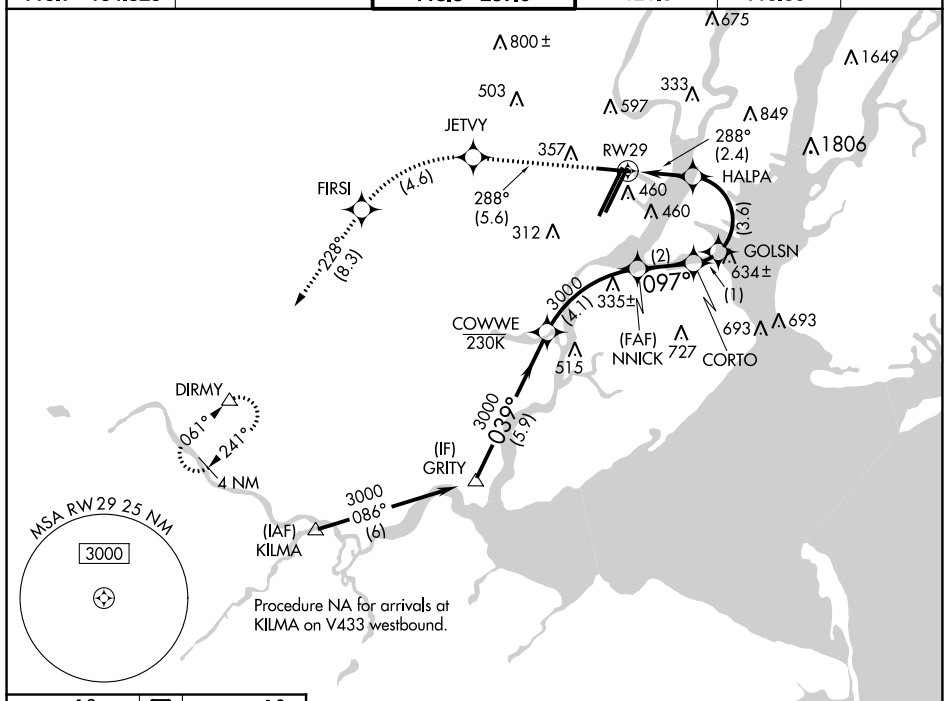 675
800 ±
1649
503
597
333
849
JETVY
357
RW29
288°
(2.4)
1806
HALPA
FIRSI
(4.6)
288°
(5.6)
460
460
(3.6)
312
228°
(8.3)
GOLSN
(2)
097°
634 ±
(1)
3000
(4.1)
335±
COWWE
230K
(FAF)
NNICK
727
693
693
CORTO
515
DIRMY
061°
241°
4 NM
3000
039°
(5.9)
(IF)
GRITY
3000
086°
(6)
(IAF)
KILMA
MSA RW 29 25 NM
3000
Procedure NA for arrivals at
KILMA on V433 westbound.